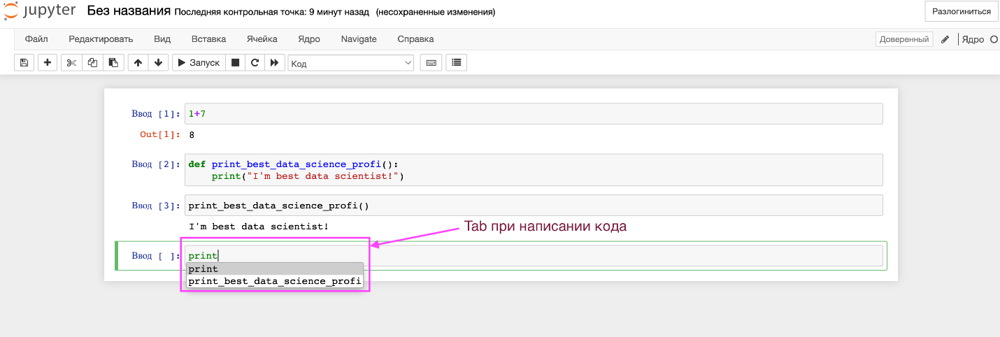 jupyter Без названия Последняя контрольная точка: 9 минут назад (несохраненные изменения) Разлогиниться
Файл Редактировать Вид Вставка Ячейка Ядро Navigate Справка Доверенный Ядро
Запуск Код
Ввод [1]: 1+7
Out[1]: 8
Ввод [2]: def print_best_data_science_profi():
print("I'm best data scientist!")
Ввод [3]: print_best_data_science_profi()
I'm best data scientist!
Tab при написании кода
Ввод [ ]: print
print
print_best_data_science_profi